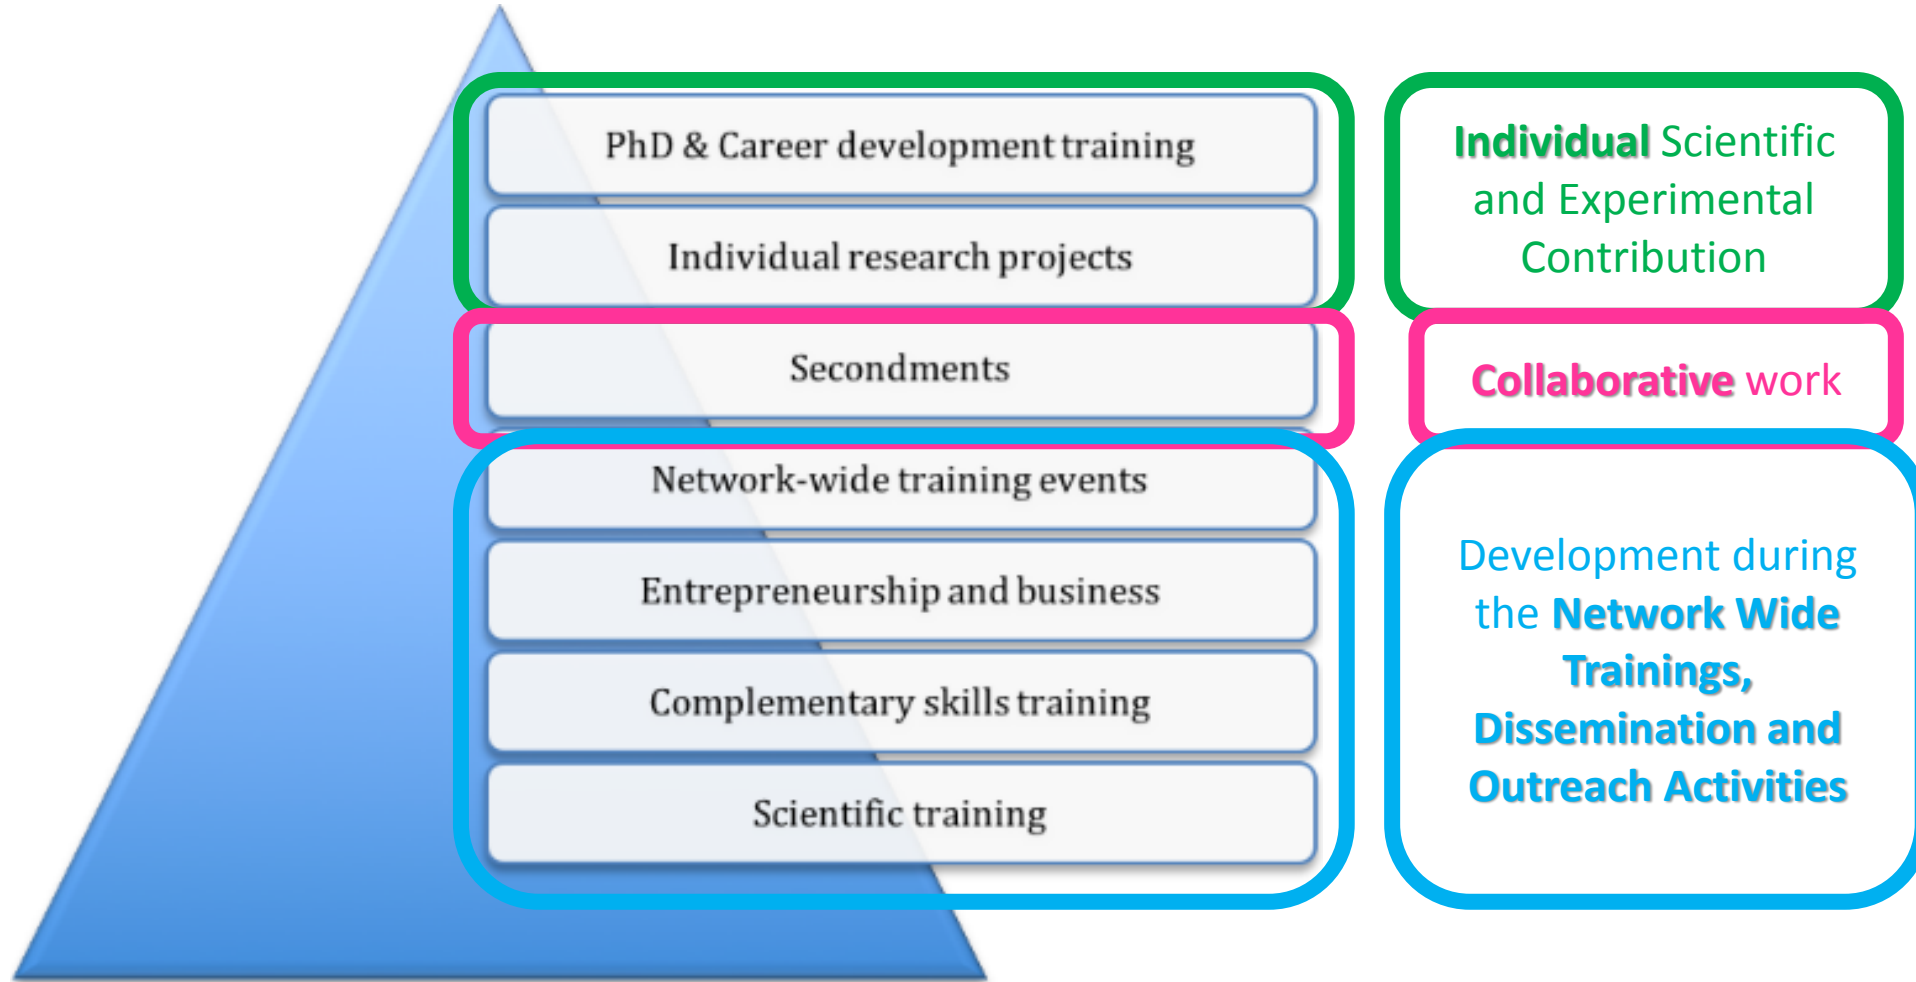 PhD & Career development training
Individual research projects
Secondments
Network-wide training events
Entrepreneurship and business
Complementary skills training
Scientific training
Individual Scientific
and Experimental
Contribution
Collaborative work
Development during
the Network Wide
Trainings,
Dissemination and
Outreach Activities